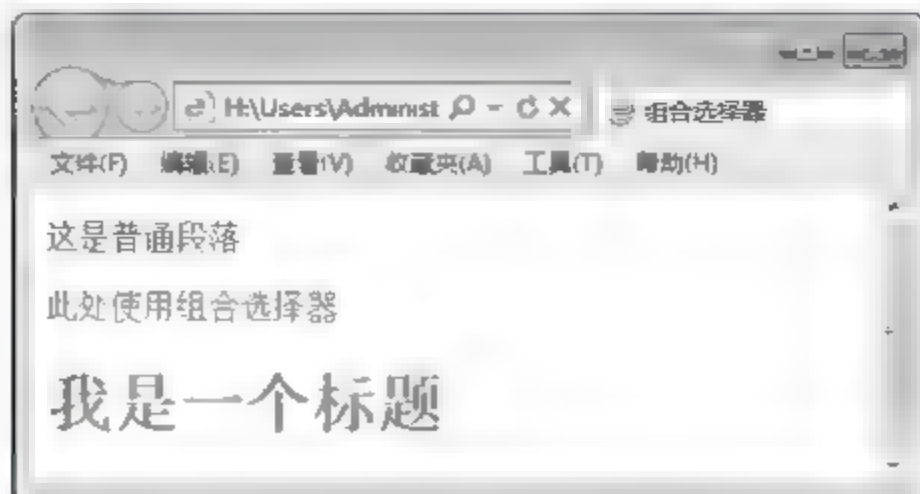 H:\Users\Administ
组合选择器
文件(F) 编辑(E) 查看(V) 收藏夹(A) 工具(T) 帮助(H)
这是普通段落
此处使用组合选择器
我是一个标题